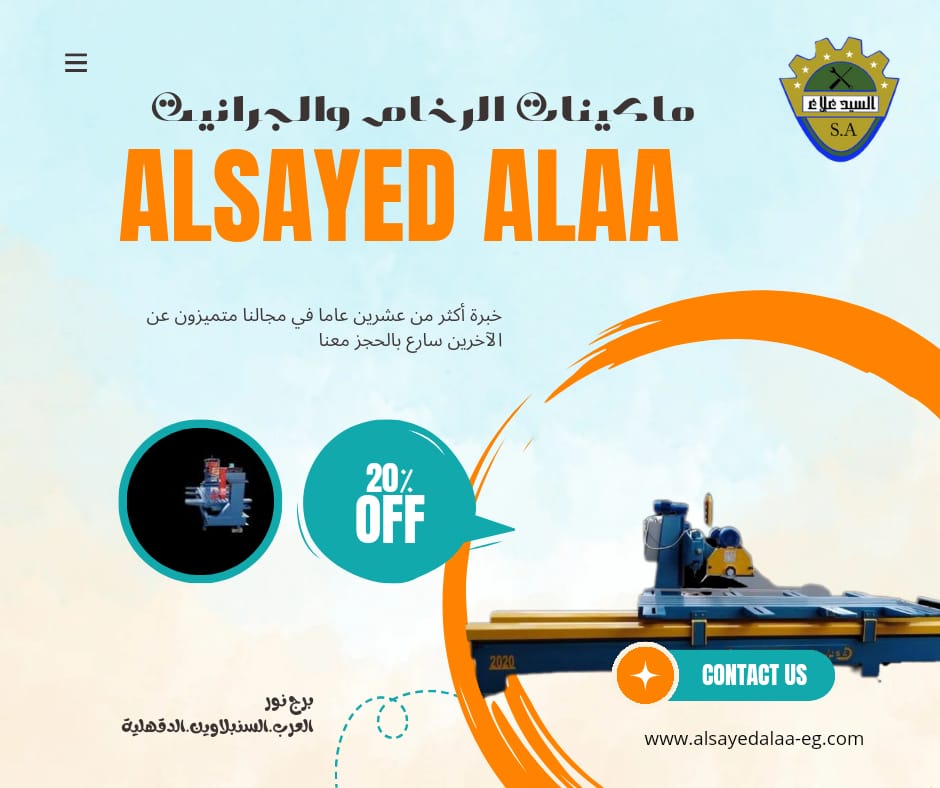 ماكينات الرخام والجرانيت
السيد علاء
S.A
ALSAYED ALAA
خبرة أكثر من عشرين عاما في مجالنا متميزون عن
الآخرين سارع بالحجز معنا
20%
OFF
2020
CONTACT US
برج نور
العرب.السنبلاوين.الدقهلية
www.alsayedalaa-eg.com